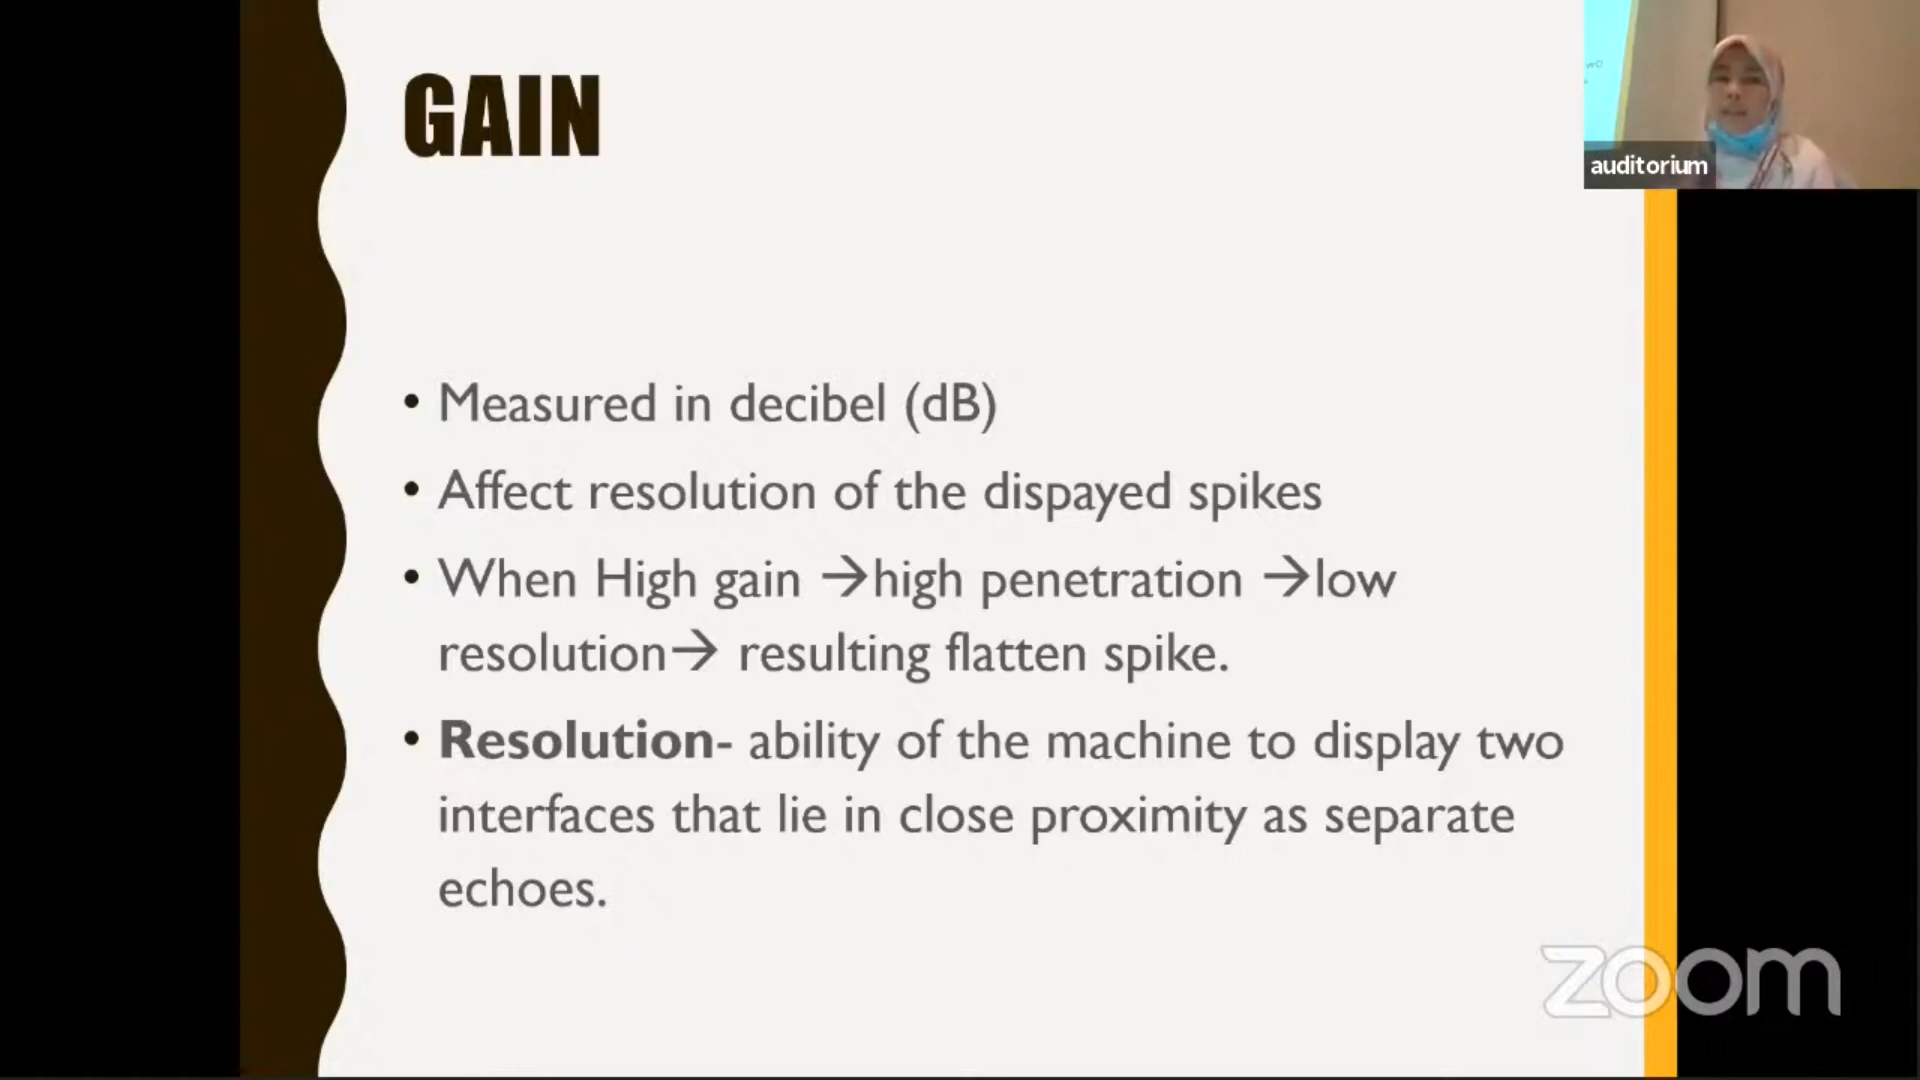 GAIN
• Measured in decibel (dB)
• Affect resolution of the dispayed spikes
• When High gain →high penetration →low
resolution→ resulting flatten spike.
• Resolution- ability of the machine to display two
interfaces that lie in close proximity as separate
echoes.
auditorium
zoom